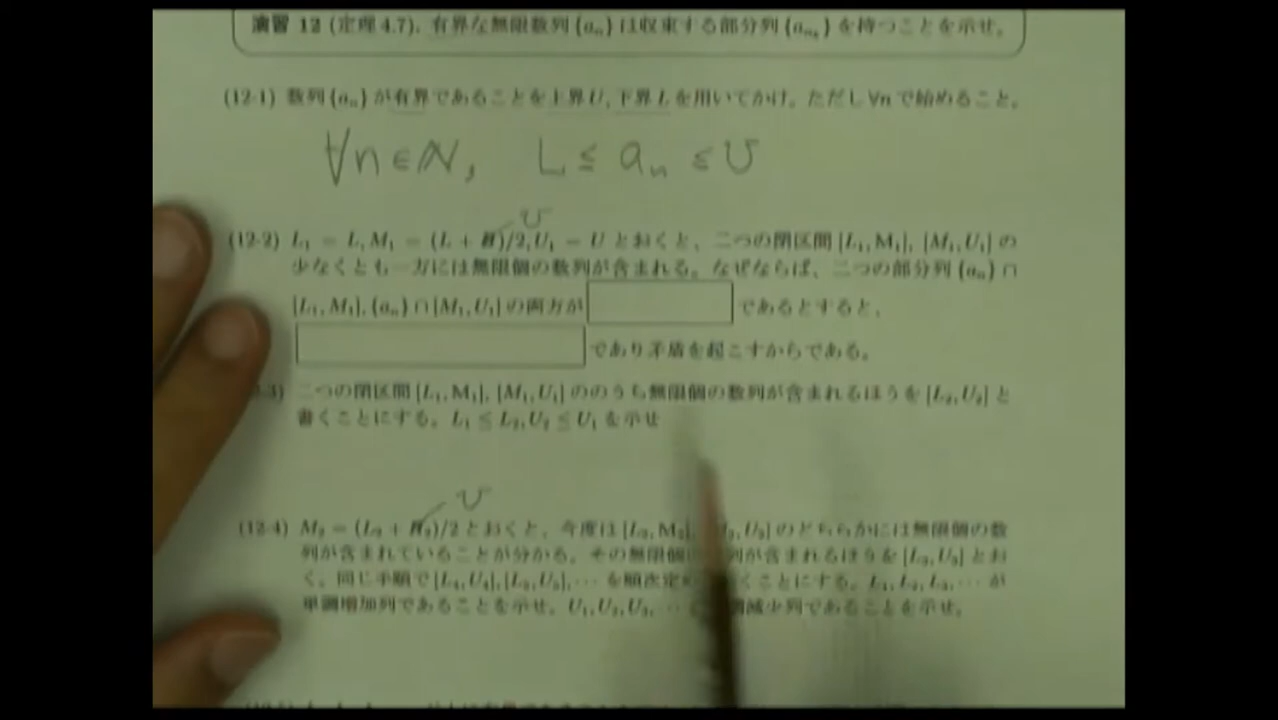 演習 12 (定理 4.7). 有界な無限数列 {aₙ} は収束する部分列 {aₙₖ} を持つことを示せ。
(12-1) 数列 {aₙ} が有界であることを上界 U, 下界 L を用いてかけ。ただし ∀n で始めること。
∀n∈N, L ≤ aₙ ≤ U
U
(12-2) L₁ = L, M₁ = (L + B)/2, U₁ = U とおくと、二つの閉区間 [L₁, M₁], [M₁, U₁] の
少なくとも一方には無限個の数列が含まれる。なぜならば、二つの部分列 {aₙ} ∩
[L₁, M₁], {aₙ} ∩ [M₁, U₁] の両方が であるとすると、
であり矛盾を起こすからである。
3) 二つの閉区間 [L₁, M₁], [M₁, U₁] ののうち無限個の数列が含まれるほうを [L₂, U₂] と
書くことにする。L₁ ≤ L₂, U₂ ≤ U₁ を示せ
U
(12-4) M₂ = (L₂ + B₂)/2 とおくと、今度は [L₂, M₂], , U₂] のどちらかには無限個の数
列が含まれていることが分かる。その無限個 列が含まれるほうを [L₃, U₃] とお
く。同じ手順で [L₄, U₄], [L₅, U₅], ⋯ を順次定 くことにする。L₁, L₂, L₃, ⋯ が
単調増加列であることを示せ。U₁, U₂, U₃, ⋯ 減少列であることを示せ。